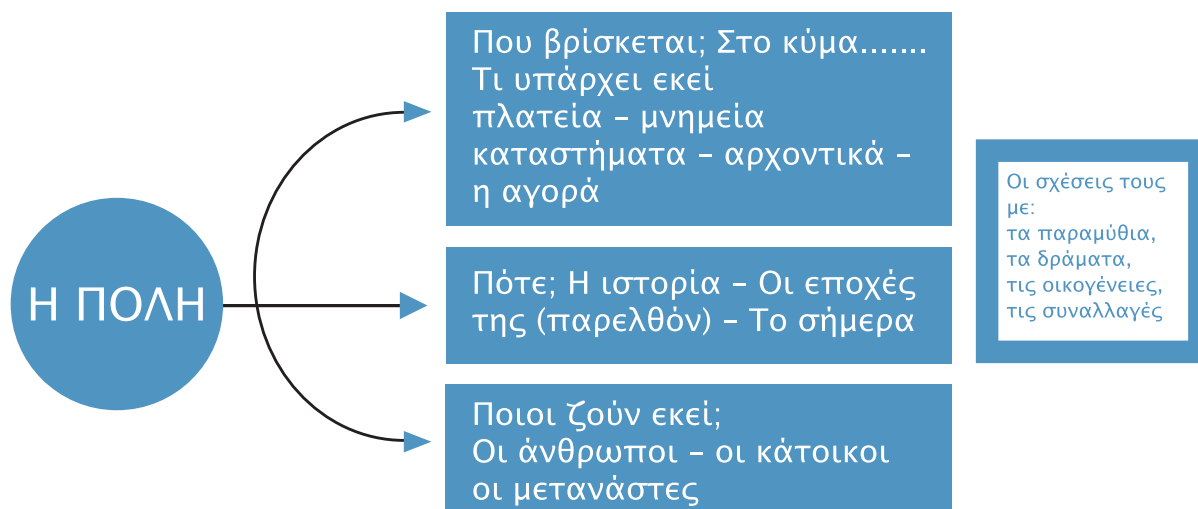 Η ΠΟΛΗ
Που βρίσκεται; Στο κύμα.......
Τι υπάρχει εκεί
πλατεία – μνημεία
καταστήματα – αρχοντικά –
η αγορά
Πότε; Η ιστορία – Οι εποχές
της (παρελθόν) – Το σήμερα
Ποιοι ζούν εκεί;
Οι άνθρωποι – οι κάτοικοι
οι μετανάστες
Οι σχέσεις τους
με:
τα παραμύθια,
τα δράματα,
τις οικογένειες,
τις συναλλαγές